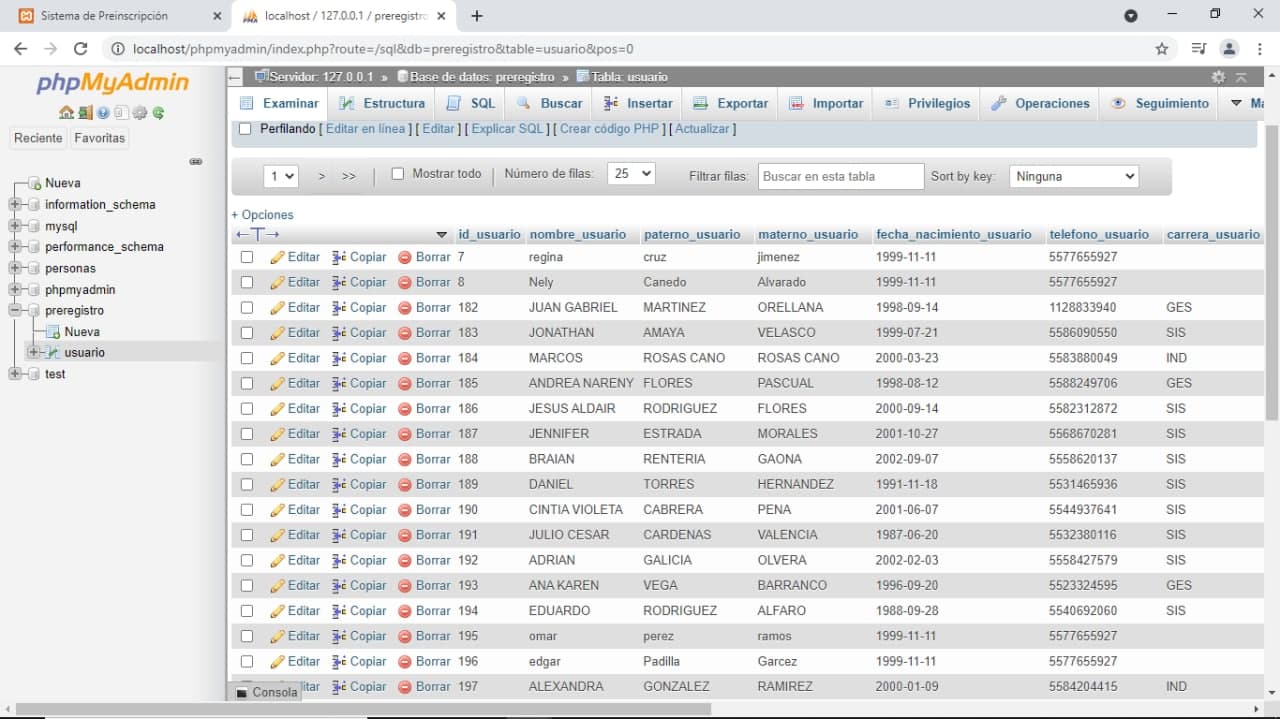 Sistema de Preinscripción
localhost / 127.0.0.1 / preregistro
localhost/phpmyadmin/index.php?route=/sql&db=preregistro&table=usuario&pos=0
phpMyAdmin
Reciente Favoritas
Nueva
information_schema
mysql
performance_schema
personas
phpmyadmin
preregistro
Nueva
usuario
test
Servidor: 127.0.0.1 » Base de datos: preregistro » Tabla: usuario
Examinar Estructura SQL Buscar Insertar Exportar Importar Privilegios Operaciones Seguimiento Má
Perfilando [ Editar en línea ] [ Editar ] [ Explicar SQL ] [ Crear código PHP ] [ Actualizar ]
1 > >> Mostrar todo Número de filas: 25 Filtrar filas: Buscar en esta tabla Sort by key: Ninguna
+ Opciones
←T→ id_usuario nombre_usuario paterno_usuario materno_usuario fecha_nacimiento_usuario telefono_usuario carrera_usuario
Editar Copiar Borrar 7 regina cruz jimenez 1999-11-11 5577655927
Editar Copiar Borrar 8 Nely Canedo Alvarado 1999-11-11 5577655927
Editar Copiar Borrar 182 JUAN GABRIEL MARTINEZ ORELLANA 1998-09-14 1128833940 GES
Editar Copiar Borrar 183 JONATHAN AMAYA VELASCO 1999-07-21 5586090550 SIS
Editar Copiar Borrar 184 MARCOS ROSAS CANO ROSAS CANO 2000-03-23 5583880049 IND
Editar Copiar Borrar 185 ANDREA NARENY FLORES PASCUAL 1998-08-12 5588249706 GES
Editar Copiar Borrar 186 JESUS ALDAIR RODRIGUEZ FLORES 2000-09-14 5582312872 SIS
Editar Copiar Borrar 187 JENNIFER ESTRADA MORALES 2001-10-27 5568670281 SIS
Editar Copiar Borrar 188 BRAIAN RENTERIA GAONA 2002-09-07 5558620137 SIS
Editar Copiar Borrar 189 DANIEL TORRES HERNANDEZ 1991-11-18 5531465936 SIS
Editar Copiar Borrar 190 CINTIA VIOLETA CABRERA PENA 2001-06-07 5544937641 SIS
Editar Copiar Borrar 191 JULIO CESAR CARDENAS VALENCIA 1987-06-20 5532380116 SIS
Editar Copiar Borrar 192 ADRIAN GALICIA OLVERA 2002-02-03 5558427579 SIS
Editar Copiar Borrar 193 ANA KAREN VEGA BARRANCO 1996-09-20 5523324595 GES
Editar Copiar Borrar 194 EDUARDO RODRIGUEZ ALFARO 1988-09-28 5540692060 SIS
Editar Copiar Borrar 195 omar perez ramos 1999-11-11 5577655927
Editar Copiar Borrar 196 edgar Padilla Garcez 1999-11-11 5577655927
Consola itar Copiar Borrar 197 ALEXANDRA GONZALEZ RAMIREZ 2000-01-09 5584204415 IND